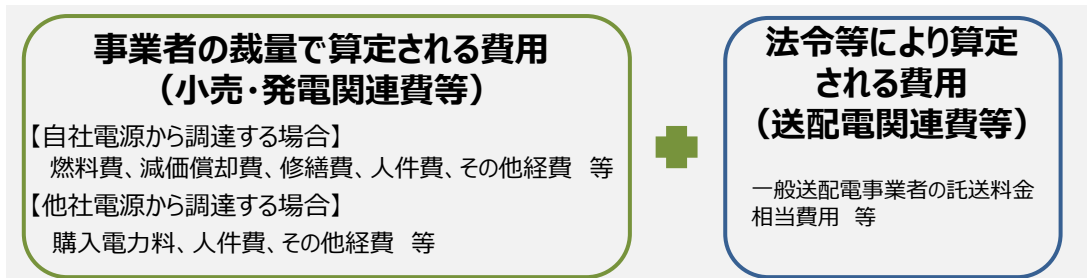 事業者の裁量で算定される費用
（小売・発電関連費等）
【自社電源から調達する場合】
燃料費、減価償却費、修繕費、人件費、その他経費 等
【他社電源から調達する場合】
購入電力料、人件費、その他経費 等
法令等により算定
される費用
（送配電関連費等）
一般送配電事業者の託送料金
相当費用 等